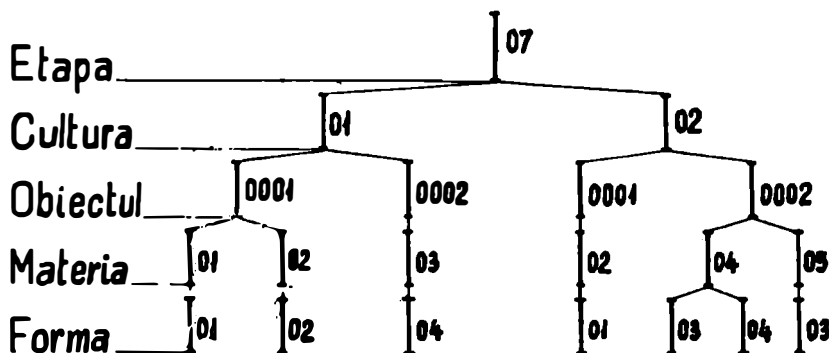 07
Etapa
01 02
Cultura
0001 0002 0001 0002
Obiectul
01 02 03 02 04 05
Materia
01 02 04 01 03 04 03
Forma